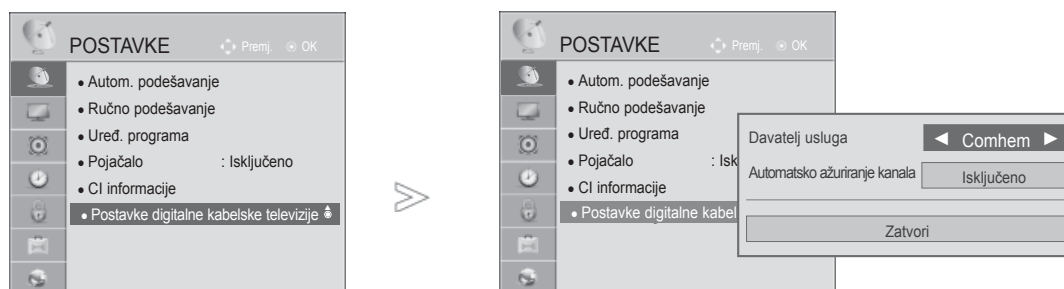 POSTAVKE Premj. OK
• Autom. podešavanje
• Ručno podešavanje
• Uređ. programa
• Pojačalo : Isključeno
• CI informacije
• Postavke digitalne kabelske televizije
POSTAVKE Premj. OK
• Autom. podešavanje
• Ručno podešavanje
• Uređ. programa
• Pojačalo : Isk
• CI informacije
• Postavke digitalne kabel
Davatelj usluga ◄ Comhem ►
Automatsko ažuriranje kanala Isključeno
Zatvori